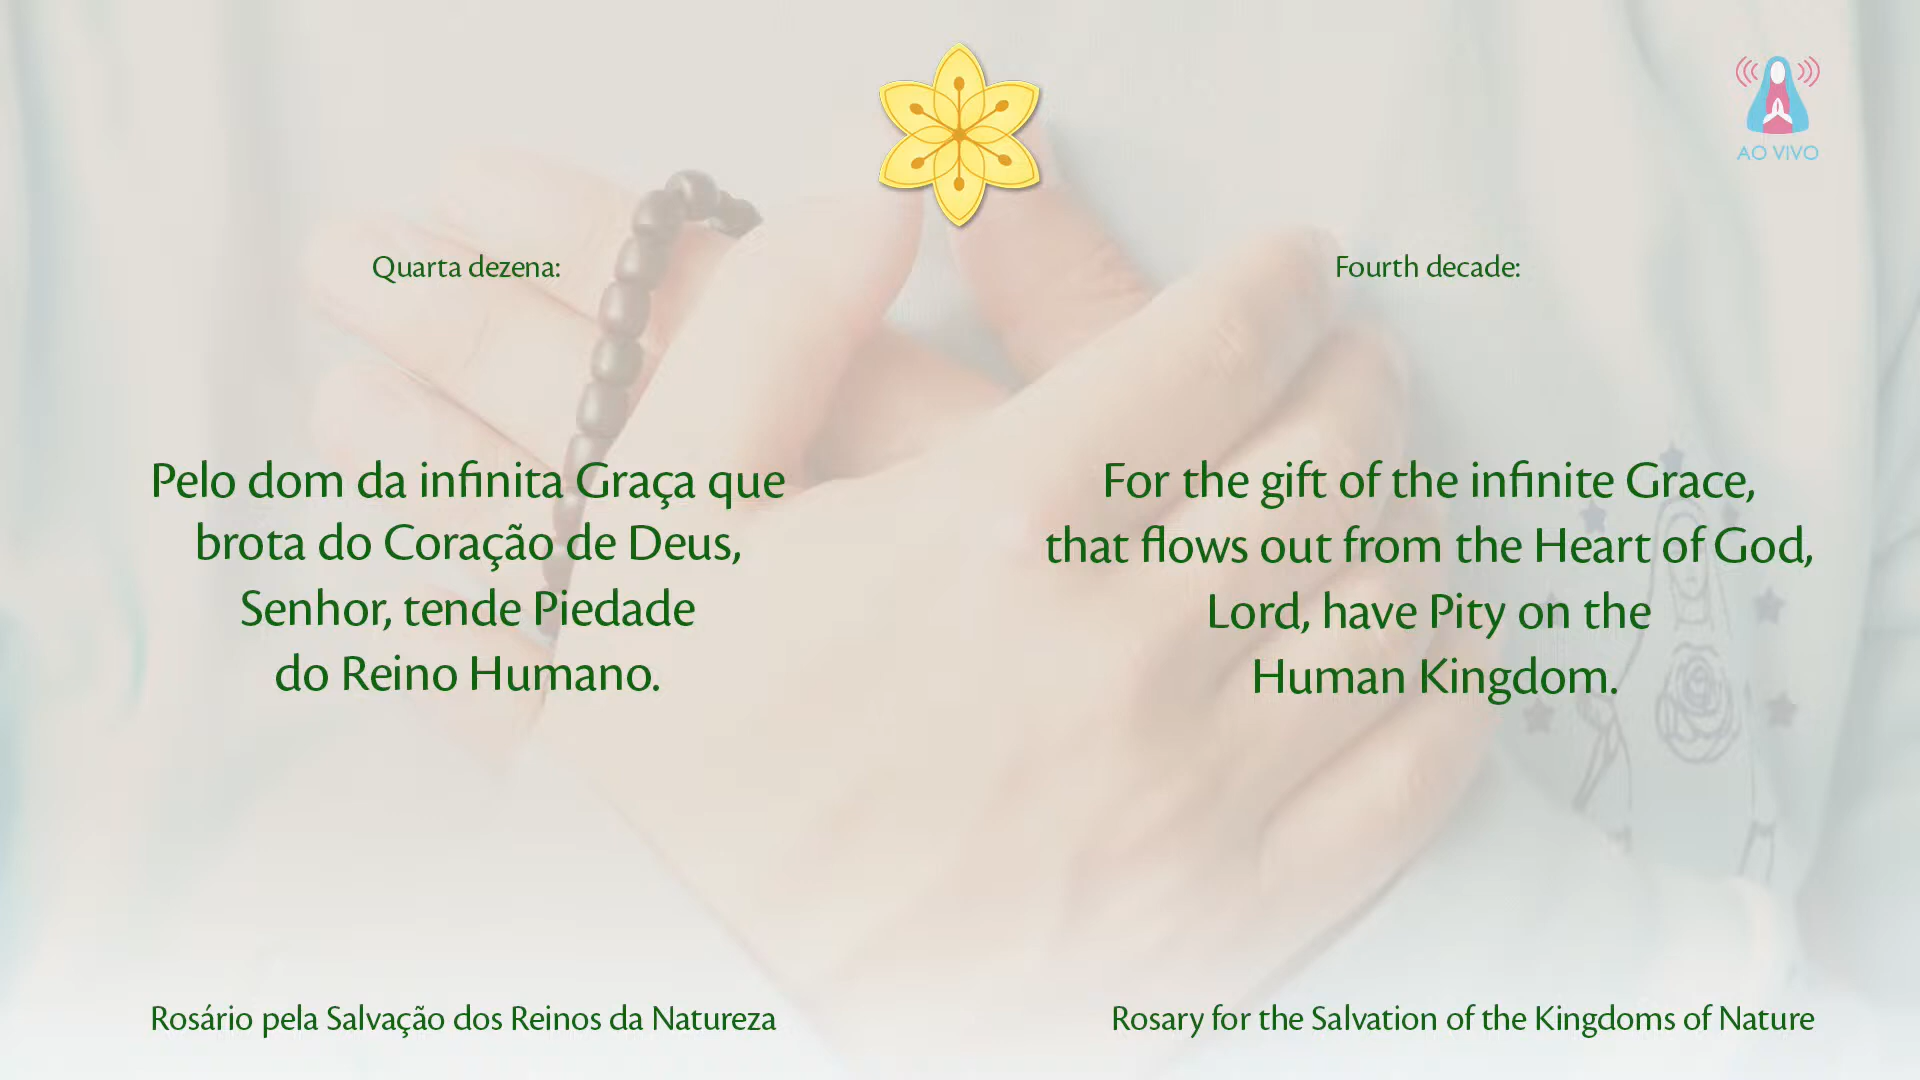 AO VIVO
Quarta dezena:
Pelo dom da infinita Graça que
brota do Coração de Deus,
Senhor, tende Piedade
do Reino Humano.
Rosário pela Salvação dos Reinos da Natureza
Fourth decade:
For the gift of the infinite Grace,
that flows out from the Heart of God,
Lord, have Pity on the
Human Kingdom.
Rosary for the Salvation of the Kingdoms of Nature